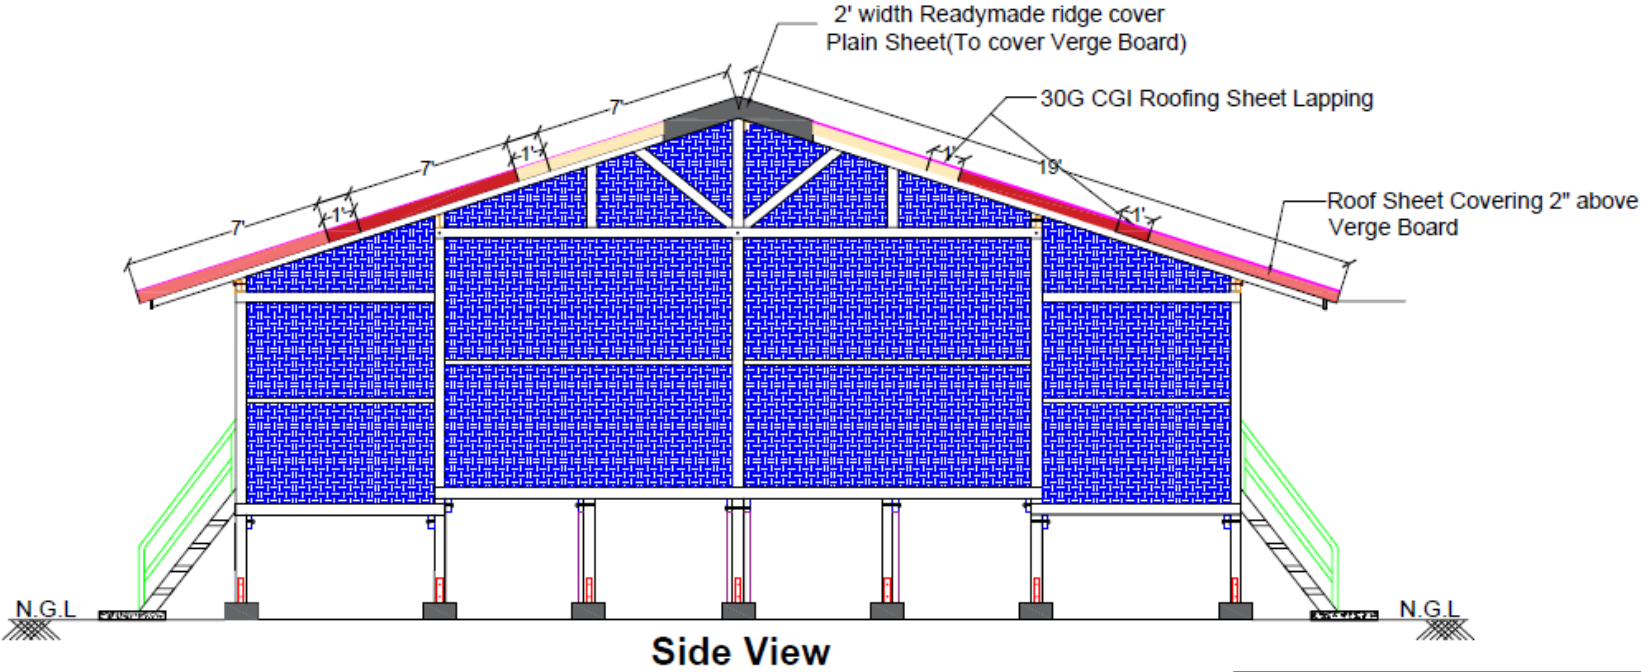 2' width Readymade ridge cover
Plain Sheet(To cover Verge Board)
7'
30G CGI Roofing Sheet Lapping
1'
1'
7'
19'
Roof Sheet Covering 2" above
Verge Board
1'
1'
7'
N.G.L
N.G.L
Side View